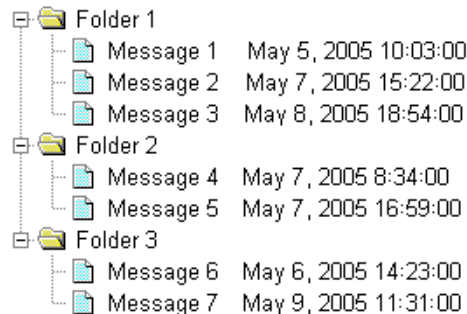 Folder 1
Message 1 May 5, 2005 10:03:00
Message 2 May 7, 2005 15:22:00
Message 3 May 8, 2005 18:54:00
Folder 2
Message 4 May 7, 2005 8:34:00
Message 5 May 7, 2005 16:59:00
Folder 3
Message 6 May 6, 2005 14:23:00
Message 7 May 9, 2005 11:31:00